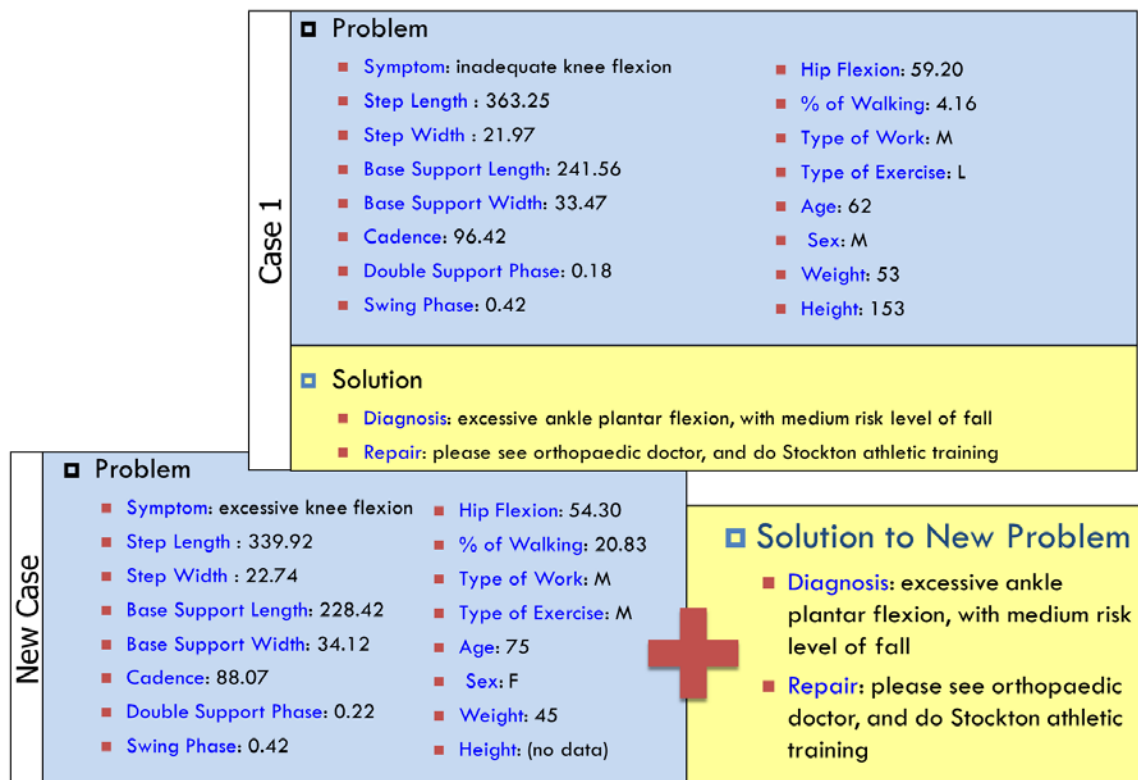 Case 1
Problem
Symptom: inadequate knee flexion
Step Length : 363.25
Step Width : 21.97
Base Support Length: 241.56
Base Support Width: 33.47
Cadence: 96.42
Double Support Phase: 0.18
Swing Phase: 0.42
Hip Flexion: 59.20
% of Walking: 4.16
Type of Work: M
Type of Exercise: L
Age: 62
Sex: M
Weight: 53
Height: 153
Solution
Diagnosis: excessive ankle plantar flexion, with medium risk level of fall
Repair: please see orthopaedic doctor, and do Stockton athletic training
New Case
Problem
Symptom: excessive knee flexion
Step Length : 339.92
Step Width : 22.74
Base Support Length: 228.42
Base Support Width: 34.12
Cadence: 88.07
Double Support Phase: 0.22
Swing Phase: 0.42
Hip Flexion: 54.30
% of Walking: 20.83
Type of Work: M
Type of Exercise: M
Age: 75
Sex: F
Weight: 45
Height: (no data)
Solution to New Problem
Diagnosis: excessive ankle
plantar flexion, with medium risk
level of fall
Repair: please see orthopaedic
doctor, and do Stockton athletic
training